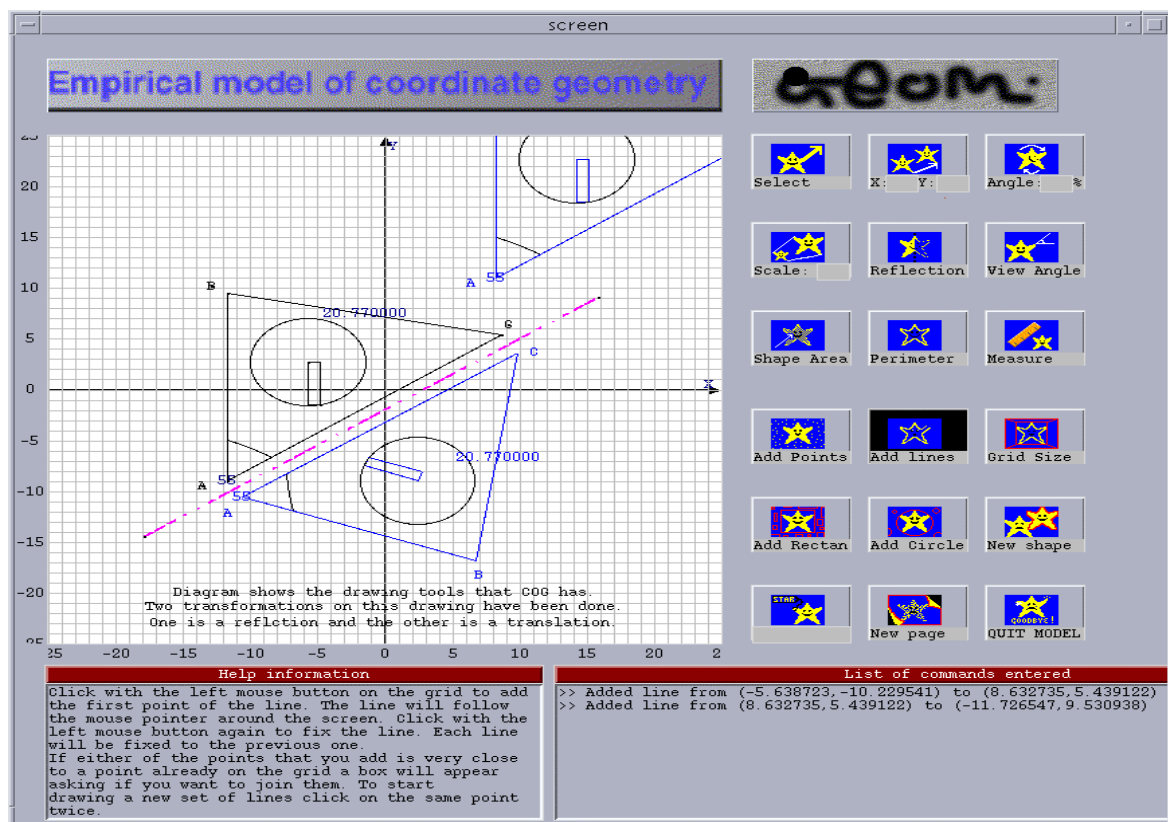 screen
Empirical model of coordinate geometry
Geom.
25
20
15
10
5
0
-5
-10
-15
-20
25
Y
X
B
20.770000
C
A
58
A
58
C
20.770000
A
58
B
Diagram shows the drawing tools that COG has.
Two transformations on this drawing have been done.
One is a reflction and the other is a translation.
25 -20 -15 -10 -5 0 5 10 15 20 2
Select
X: Y:
Angle: %
Scale:
Reflection
View Angle
Shape Area
Perimeter
Measure
Add Points
Add lines
Grid Size
Add Rectan
Add Circle
New shape
STAR
New page
GOODBYE!
QUIT MODEL
Help information
Click with the left mouse button on the grid to add
the first point of the line. The line will follow
the mouse pointer around the screen. Click with the
left mouse button again to fix the line. Each line
will be fixed to the previous one.
If either of the points that you add is very close
to a point already on the grid a box will appear
asking if you want to join them. To start
drawing a new set of lines click on the same point
twice.
List of commands entered
>> Added line from (-5.638723,-10.229541) to (8.632735,5.439122)
>> Added line from (8.632735,5.439122) to (-11.726547,9.530938)